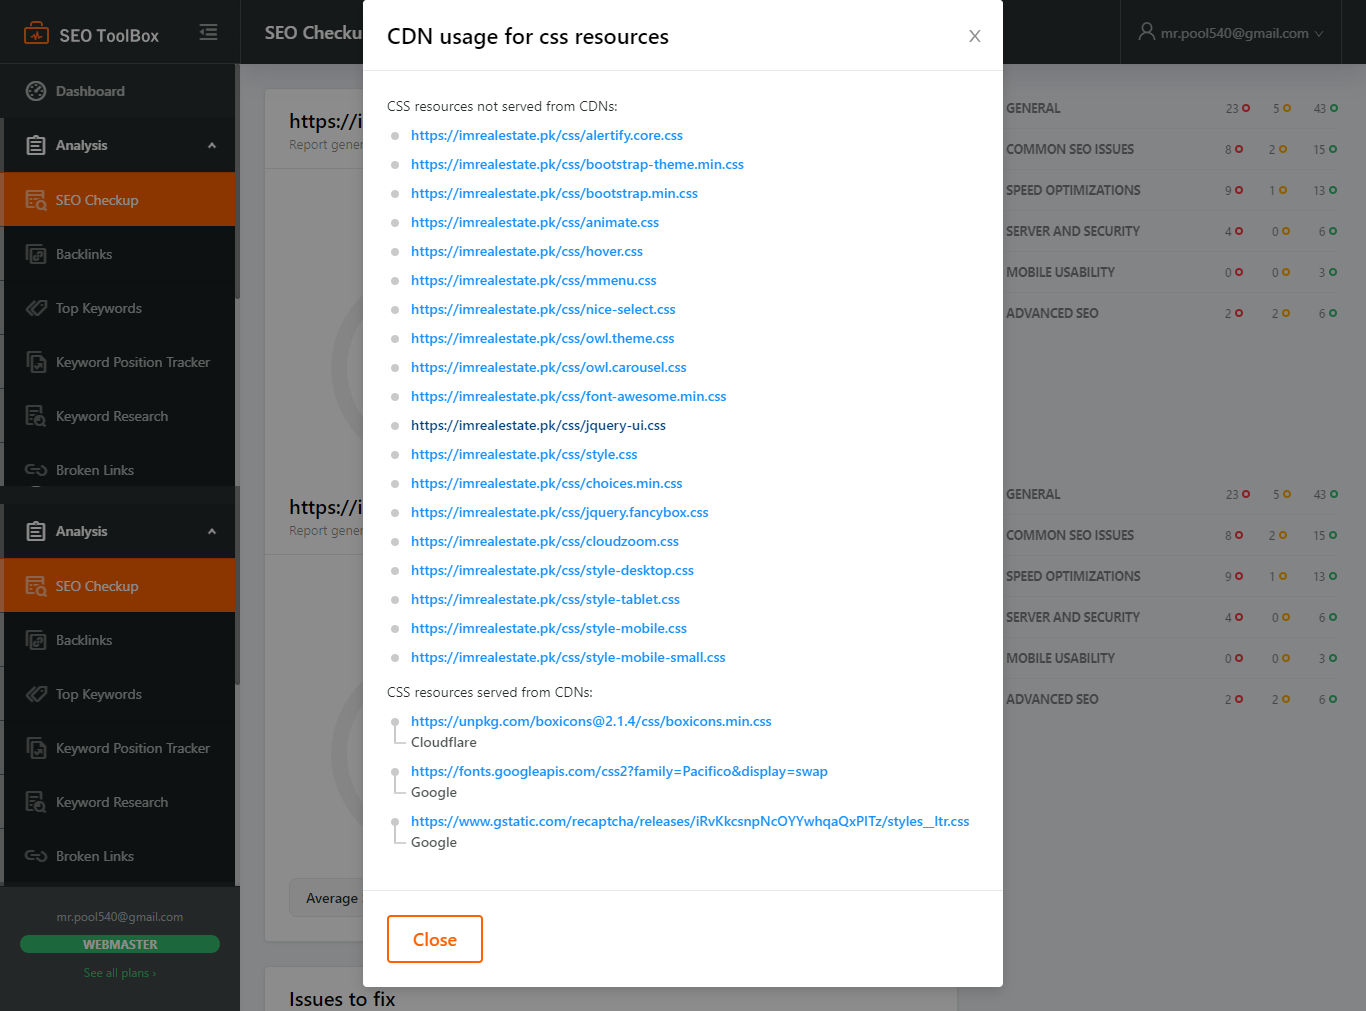 SEO ToolBox
SEO Checku
mr.pool540@gmail.com
Dashboard
Analysis
SEO Checkup
Backlinks
Top Keywords
Keyword Position Tracker
Keyword Research
Broken Links
Analysis
SEO Checkup
Backlinks
Top Keywords
Keyword Position Tracker
Keyword Research
Broken Links
mr.pool540@gmail.com
WEBMASTER
See all plans ›
https://i
Report gener
https://i
Report gener
Average
Issues to fix
CDN usage for css resources
CSS resources not served from CDNs:
https://imrealestate.pk/css/alertify.core.css
https://imrealestate.pk/css/bootstrap-theme.min.css
https://imrealestate.pk/css/bootstrap.min.css
https://imrealestate.pk/css/animate.css
https://imrealestate.pk/css/hover.css
https://imrealestate.pk/css/mmenu.css
https://imrealestate.pk/css/nice-select.css
https://imrealestate.pk/css/owl.theme.css
https://imrealestate.pk/css/owl.carousel.css
https://imrealestate.pk/css/font-awesome.min.css
https://imrealestate.pk/css/jquery-ui.css
https://imrealestate.pk/css/style.css
https://imrealestate.pk/css/choices.min.css
https://imrealestate.pk/css/jquery.fancybox.css
https://imrealestate.pk/css/cloudzoom.css
https://imrealestate.pk/css/style-desktop.css
https://imrealestate.pk/css/style-tablet.css
https://imrealestate.pk/css/style-mobile.css
https://imrealestate.pk/css/style-mobile-small.css
CSS resources served from CDNs:
https://unpkg.com/boxicons@2.1.4/css/boxicons.min.css
Cloudflare
https://fonts.googleapis.com/css2?family=Pacifico&display=swap
Google
https://www.gstatic.com/recaptcha/releases/iRvKkcsnpNcOYYwhqaQxPITz/styles__ltr.css
Google
Close
GENERAL 23 5 43
COMMON SEO ISSUES 8 2 15
SPEED OPTIMIZATIONS 9 1 13
SERVER AND SECURITY 4 0 6
MOBILE USABILITY 0 0 3
ADVANCED SEO 2 2 6
GENERAL 23 5 43
COMMON SEO ISSUES 8 2 15
SPEED OPTIMIZATIONS 9 1 13
SERVER AND SECURITY 4 0 6
MOBILE USABILITY 0 0 3
ADVANCED SEO 2 2 6